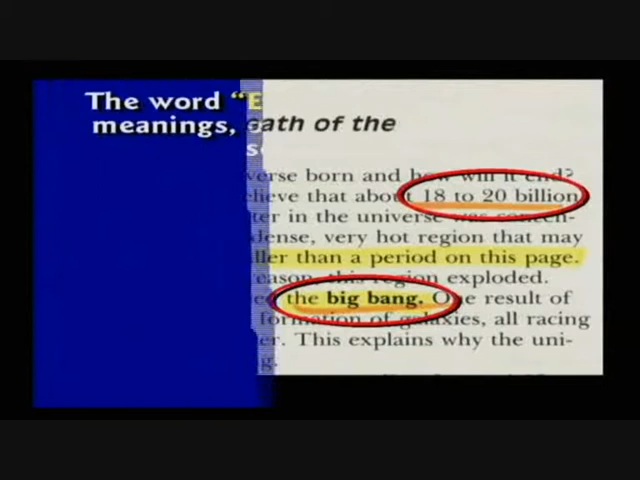 The word "E
meanings,
eath of the
verse born and how will it end?
lieve that about 18 to 20 billion
ter in the universe was
dense, very hot region that may
ller than a period on this page.
eason, this region exploded.
the big bang. One result of
formation of galaxies, all racing
er. This explains why the uni-
g.